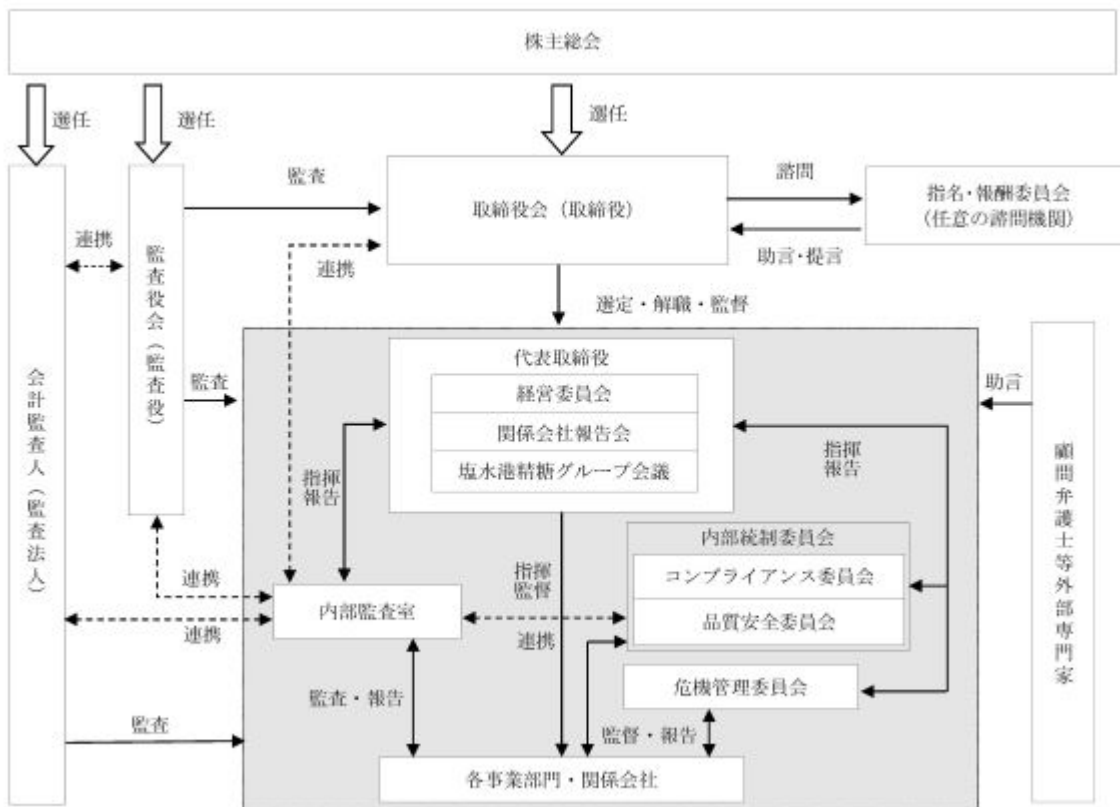 株主総会
選任
選任
選任
監査
取締役会（取締役）
諮問
指名・報酬委員会
（任意の諮問機関）
助言・提言
連携
連携
監査役会（監査役）
選定・解職・監督
会計監査人（監査法人）
監査
代表取締役
経営委員会
関係会社報告会
塩水港精糖グループ会議
助言
顧問弁護士等外部専門家
指揮
報告
指揮
報告
内部統制委員会
コンプライアンス委員会
品質安全委員会
指揮
監督
連携
内部監査室
連携
連携
危機管理委員会
監査・報告
監督・報告
監査
各事業部門・関係会社